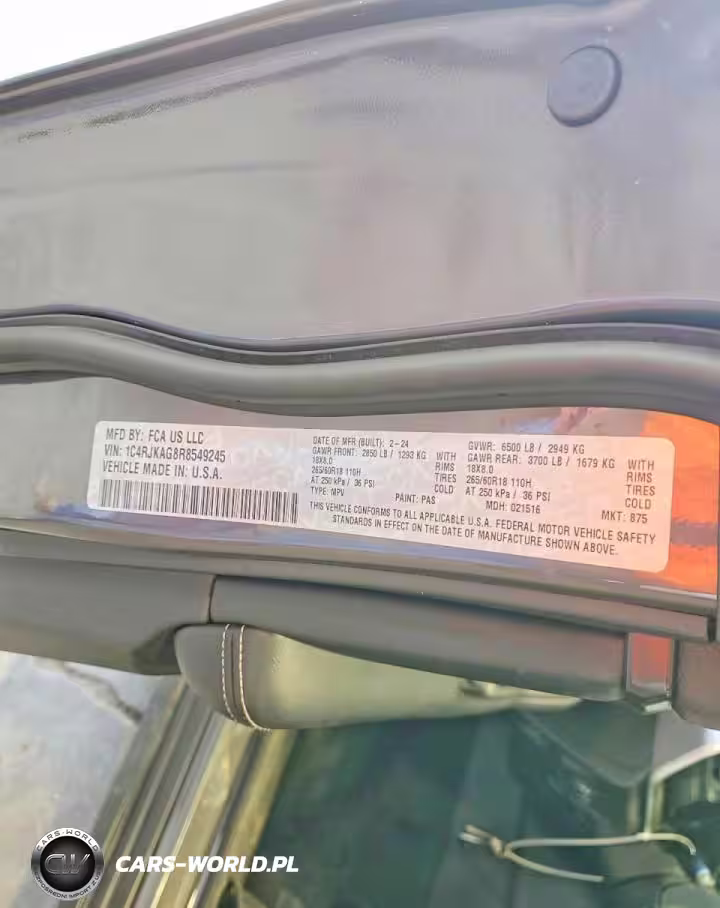 MFD BY: FCA US LLC
VIN: 1C4RJKAG8R8549245
VEHICLE MADE IN: U.S.A.
DATE OF MFR (BUILT): 2-24
GAWR FRONT: 2850 LB / 1293 KG WITH
18X8.0 RIMS
265/60R18 110H TIRES
AT 250 kPa / 36 PSI COLD
TYPE: MPV PAINT: PAS
GVWR: 6500 LB / 2949 KG
GAWR REAR: 3700 LB / 1679 KG WITH
18X8.0 RIMS
265/60R18 110H TIRES
AT 250 kPa / 36 PSI COLD
MDH: 021516 MKT: 875
THIS VEHICLE CONFORMS TO ALL APPLICABLE U.S.A. FEDERAL MOTOR VEHICLE SAFETY
STANDARDS IN EFFECT ON THE DATE OF MANUFACTURE SHOWN ABOVE.
CARS-WORLD
CW
CARS-WORLD.PL